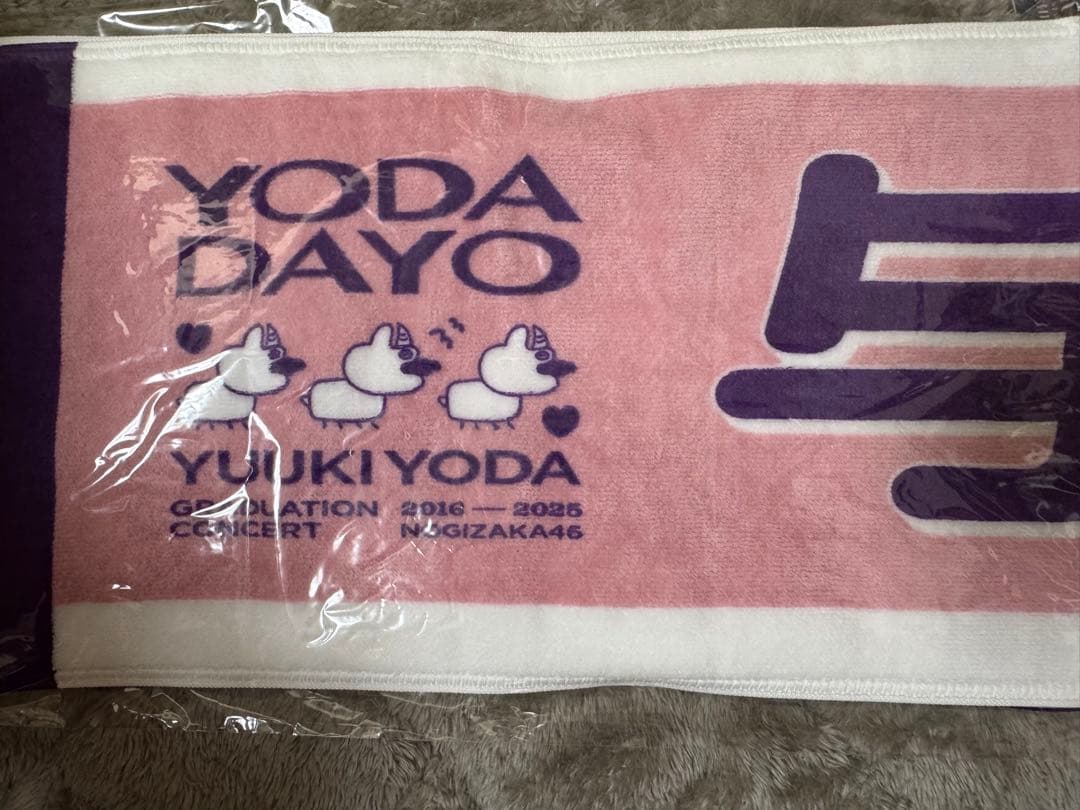 YODA
DAYO
YUUKI YODA
GRADUATION 2016 — 2025
CONCERT NOGIZAKA46